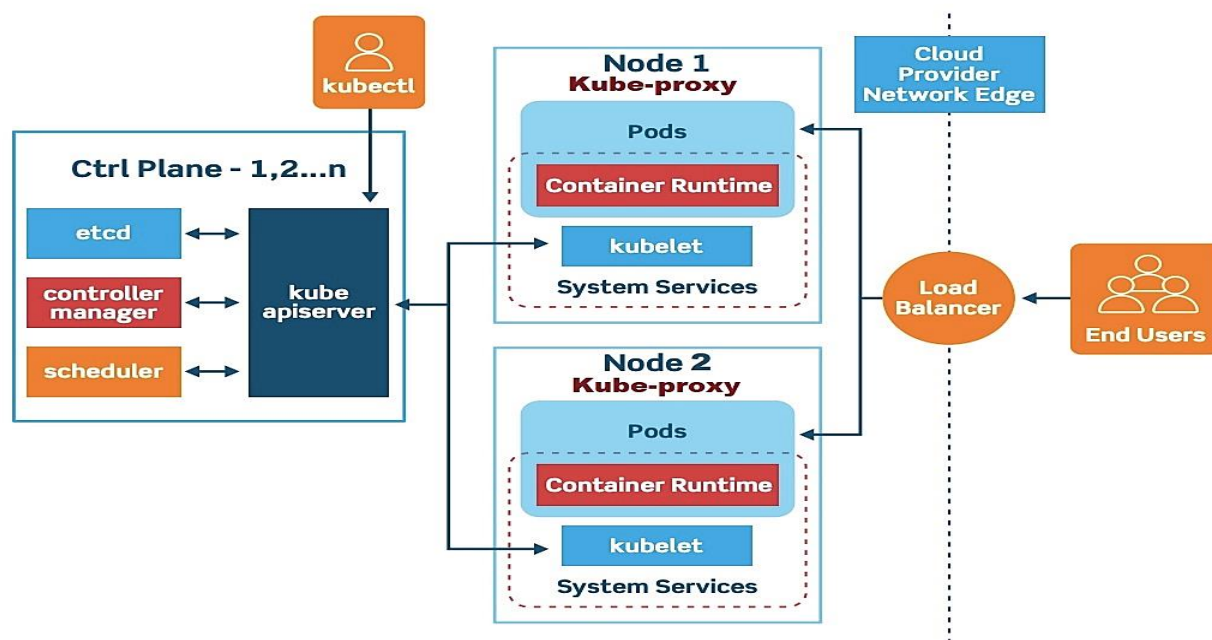 kubectl
Ctrl Plane - 1,2...n
etcd
controller
manager
scheduler
kube
apiserver
Node 1
Kube-proxy
Pods
Container Runtime
kubelet
System Services
Node 2
Kube-proxy
Pods
Container Runtime
kubelet
System Services
Cloud
Provider
Network Edge
Load
Balancer
End Users